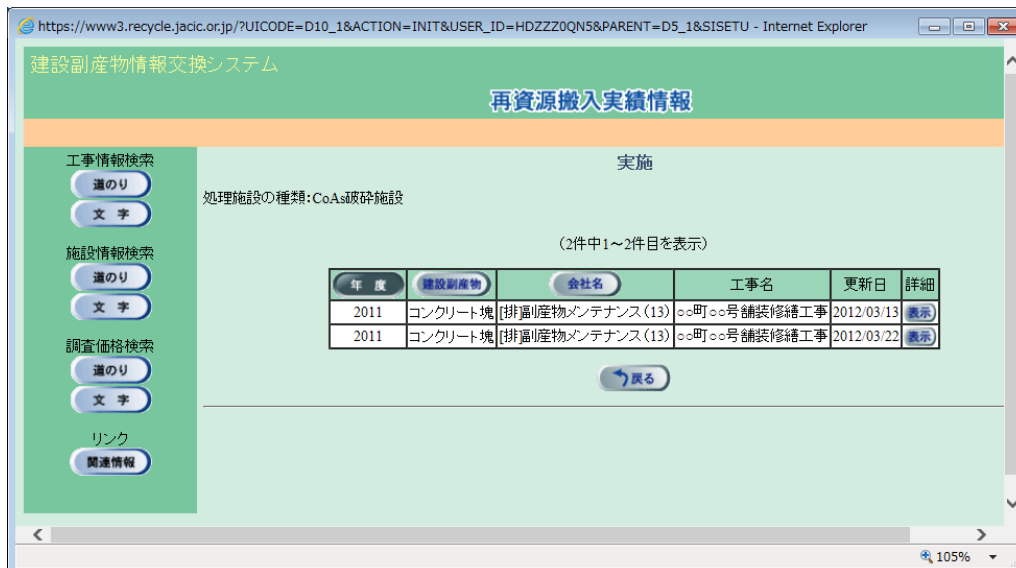 https://www3.recycle.jacic.or.jp/?UICODE=D10_1&ACTION=INIT&USER_ID=HDZZZ0QN5&PARENT=D5_1&SISETU - Internet Explorer
建設副産物情報交換システム
再資源搬入実績情報
工事情報検索
道のり
文 字
施設情報検索
道のり
文 字
調査価格検索
道のり
文 字
リンク
関連情報
実施
処理施設の種類:CoAs破砕施設
(2件中1～2件目を表示)
年 度 建設副産物 会社名 工事名 更新日 詳細
2011 コンクリート塊 [排]副産物メンテナンス(13) ○○町○○号舗装修繕工事 2012/03/13 表示
2011 コンクリート塊 [排]副産物メンテナンス(13) ○○町○○号舗装修繕工事 2012/03/22 表示
戻る
105%